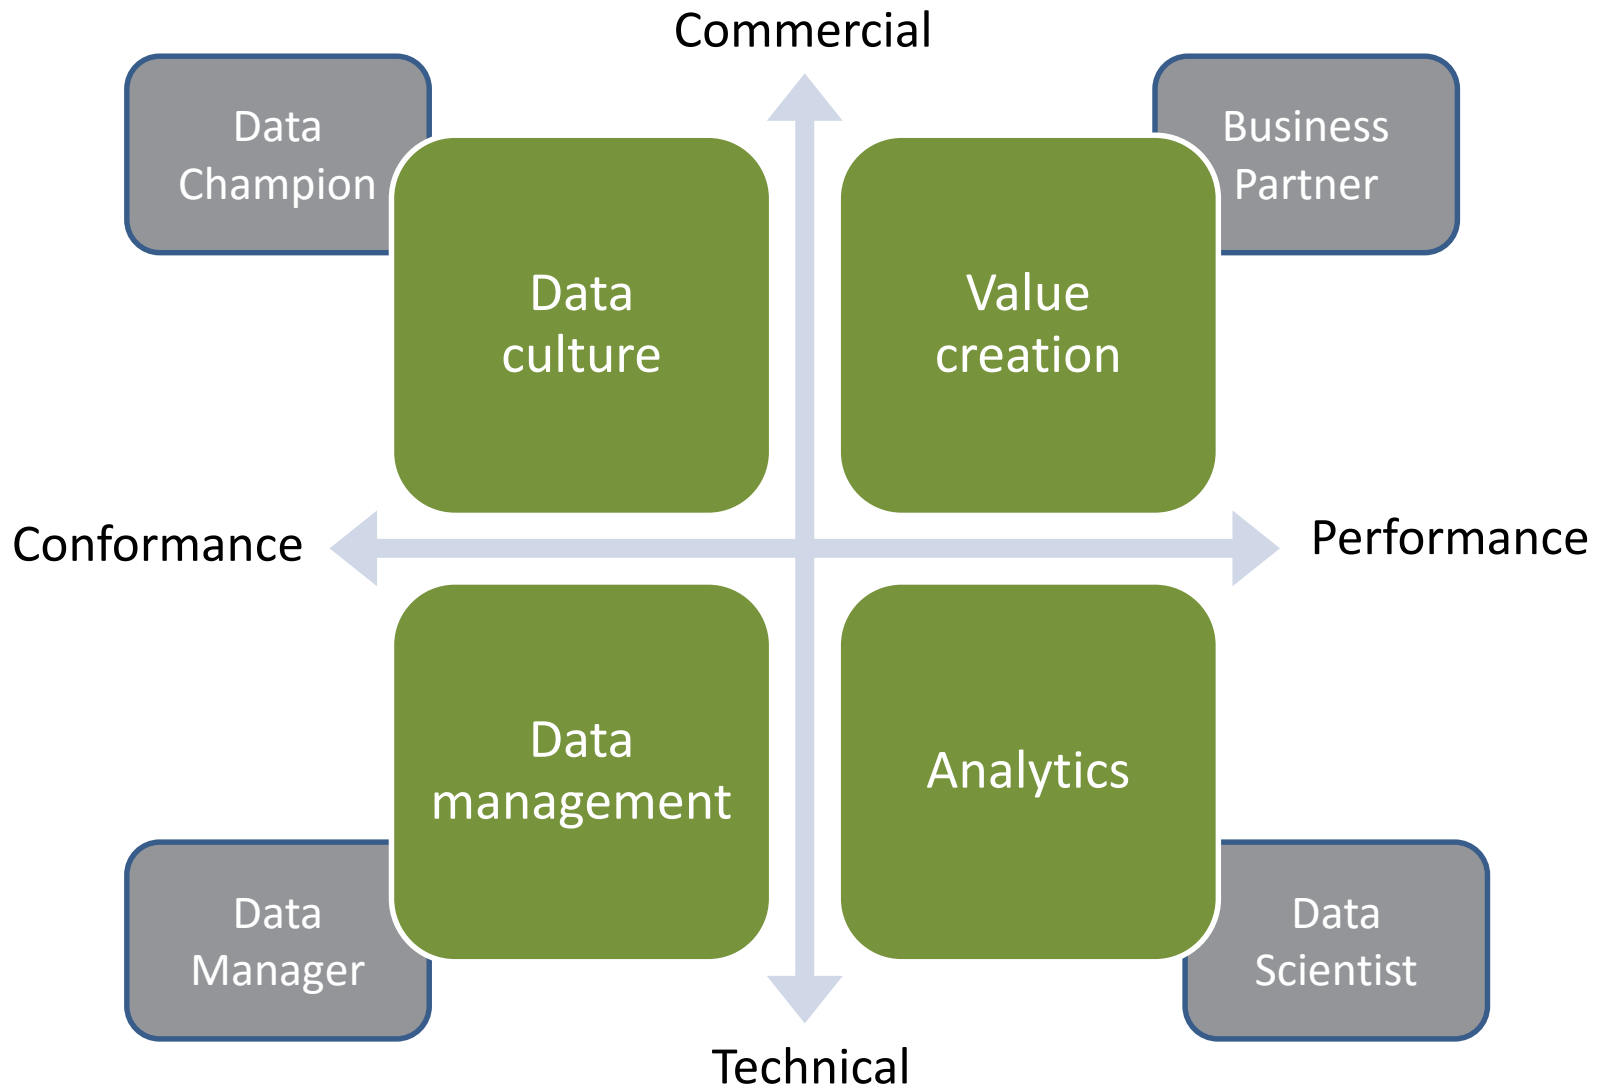 Commercial
Data
Champion
Business
Partner
Data
culture
Value
creation
Conformance
Performance
Data
management
Analytics
Data
Manager
Data
Scientist
Technical